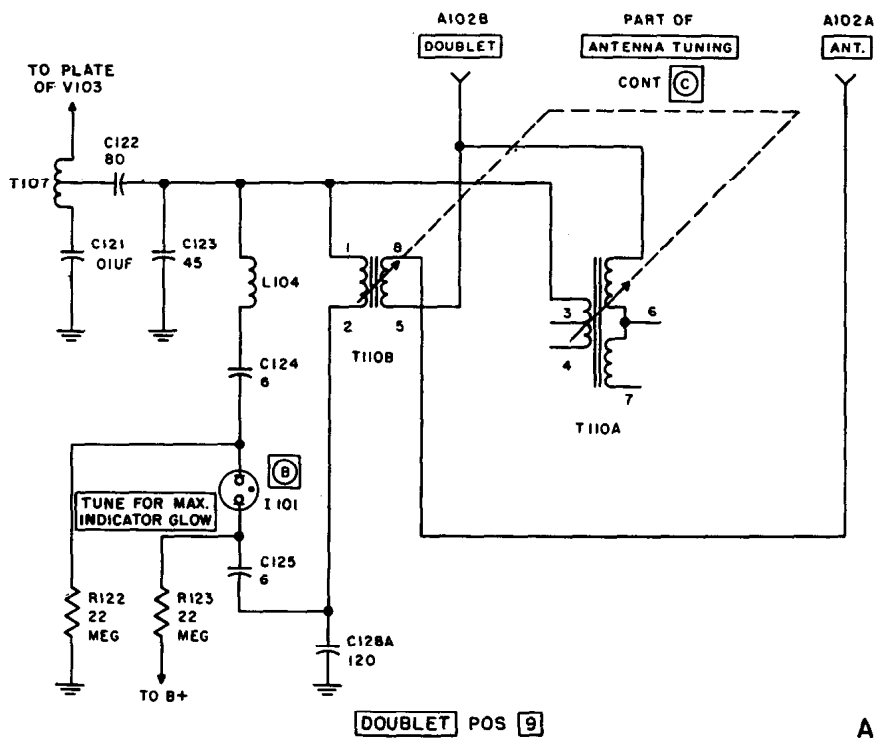 A102B
DOUBLET
PART OF
ANTENNA TUNING
CONT C
A102A
ANT.
TO PLATE
OF V103
C122
80
T107
C121
.01UF
C123
45
L104
1
8
2
5
T110B
3
4
6
7
T110A
C124
6
B
I101
TUNE FOR MAX.
INDICATOR GLOW
C125
6
R122
22
MEG
R123
22
MEG
C128A
120
TO B+
DOUBLET POS 9
A